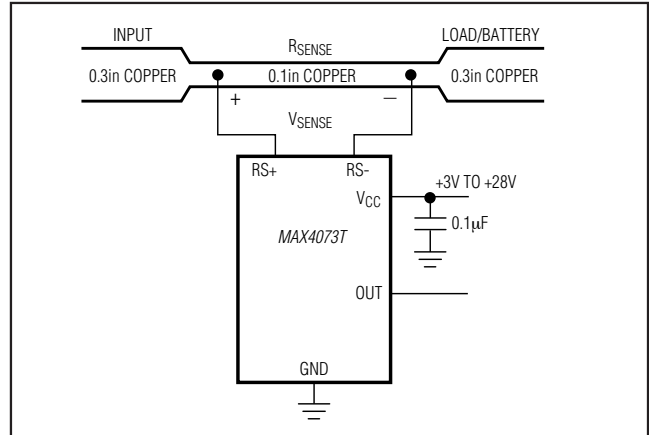 INPUT
RSENSE
LOAD/BATTERY
0.3in COPPER
0.1in COPPER
0.3in COPPER
+
−
VSENSE
RS+
RS-
VCC
+3V TO +28V
0.1μF
MAX4073T
OUT
GND